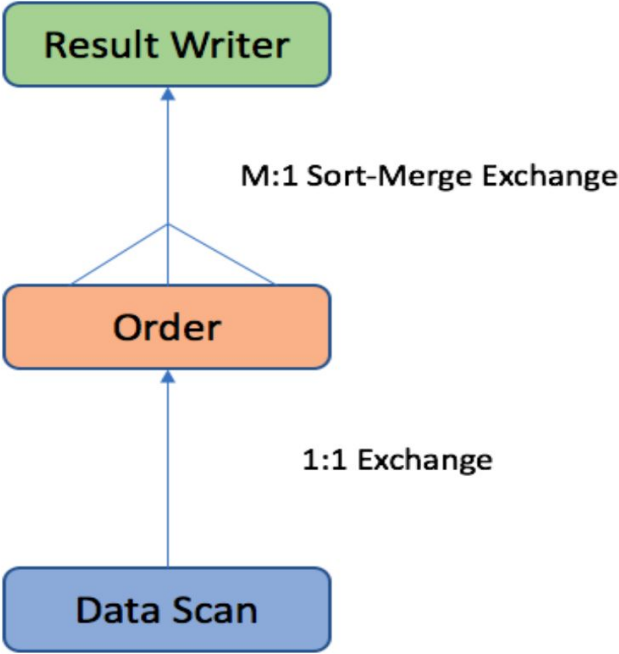 Result Writer
M:1 Sort-Merge Exchange
Order
1:1 Exchange
Data Scan